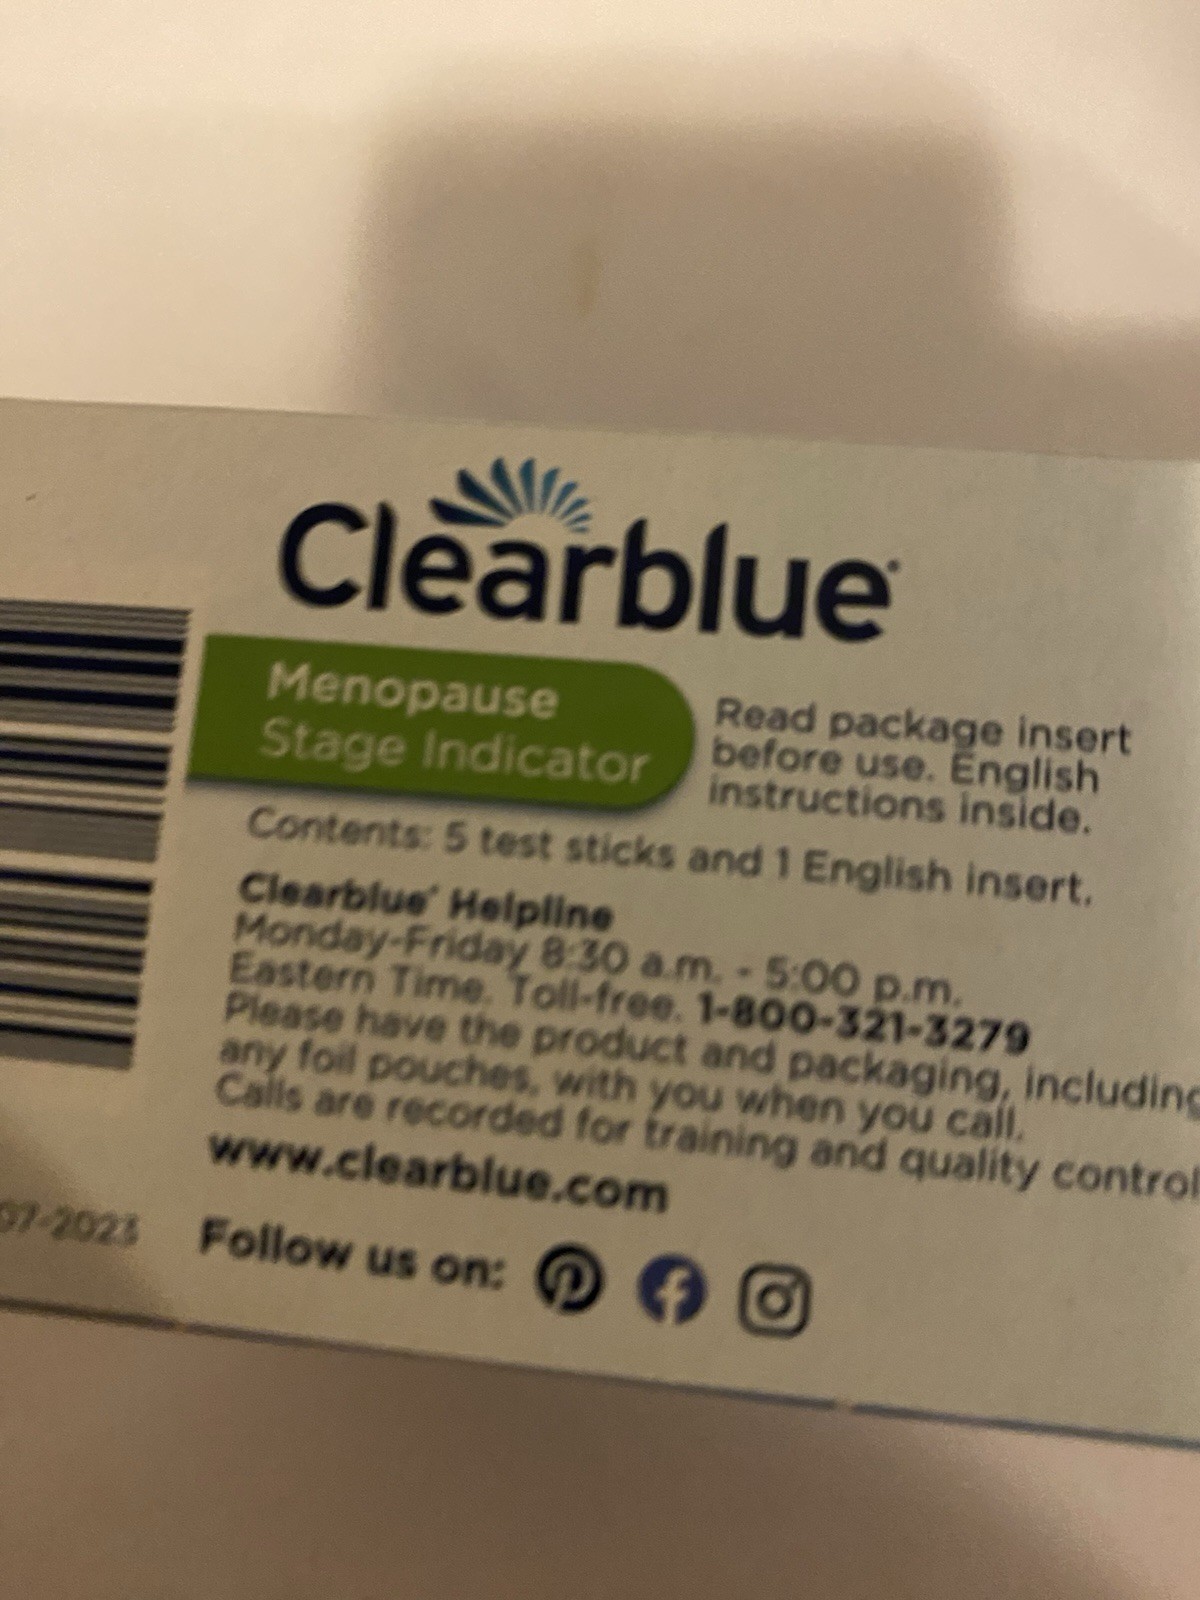 Clearblue
Menopause
Stage Indicator
Read package insert
before use. English
instructions inside.
Contents: 5 test sticks and 1 English insert.
Clearblue® Helpline
Monday-Friday 8:30 a.m. - 5:00 p.m.
Eastern Time. Toll-free. 1-800-321-3279
Please have the product and packaging, including
any foil pouches, with you when you call.
Calls are recorded for training and quality control
www.clearblue.com
07-2023
Follow us on: